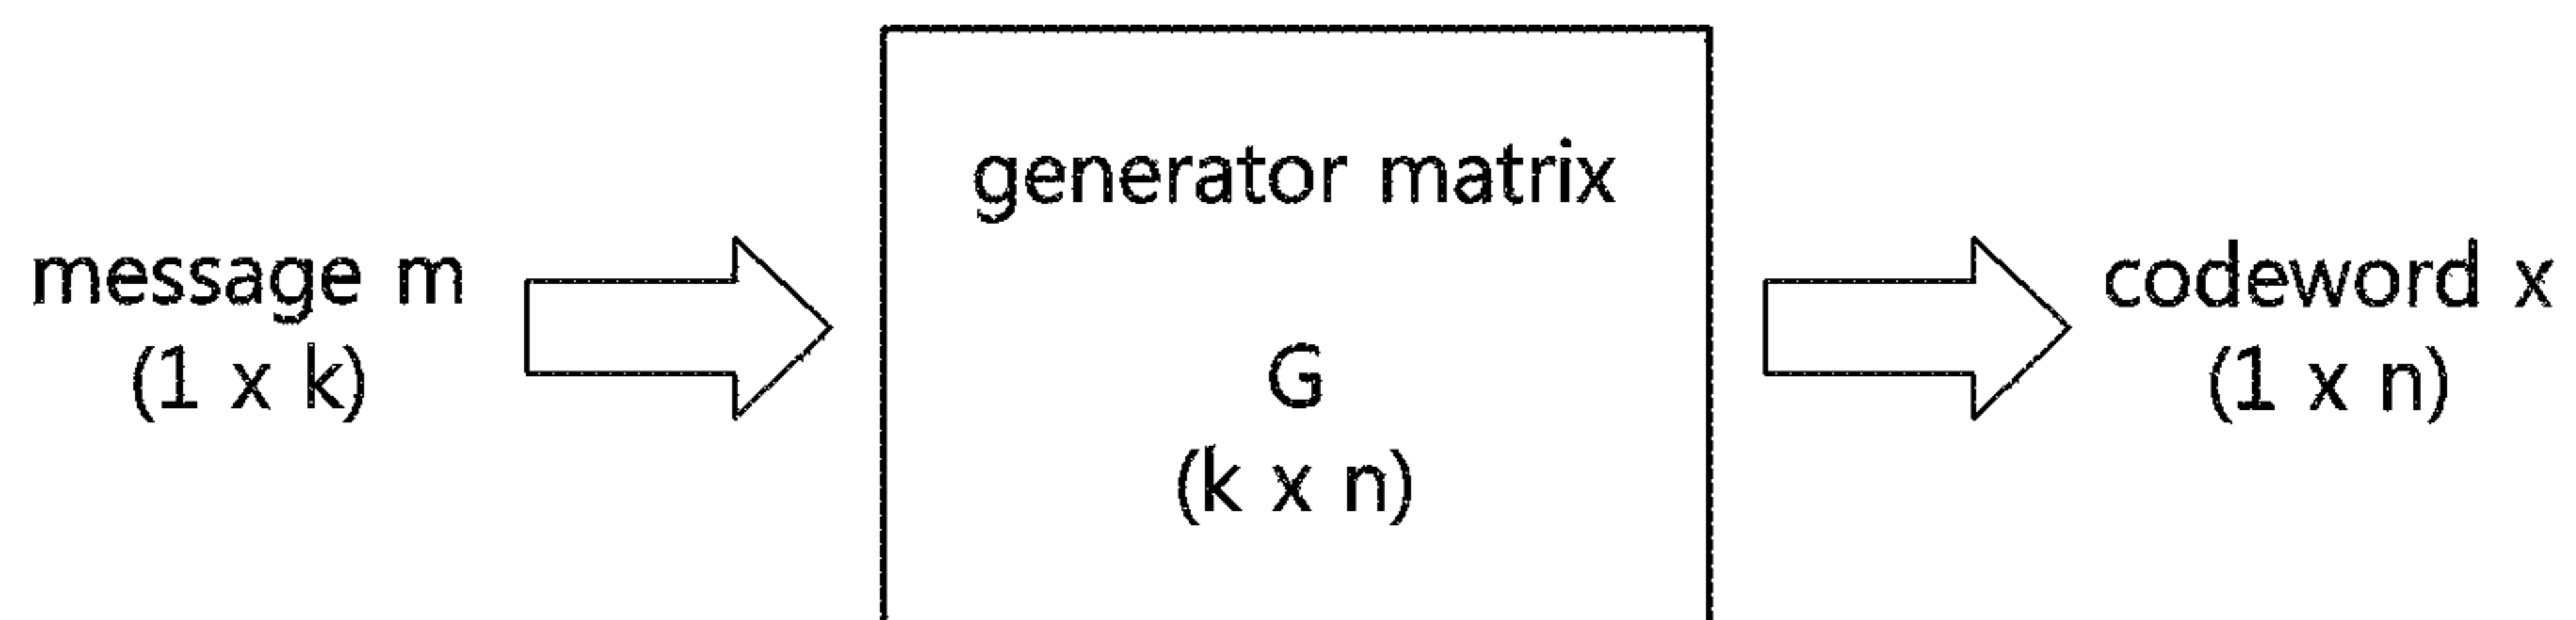 generator matrix
message m
(1 x k)
G
(k x n)
codeword x
(1 x n)